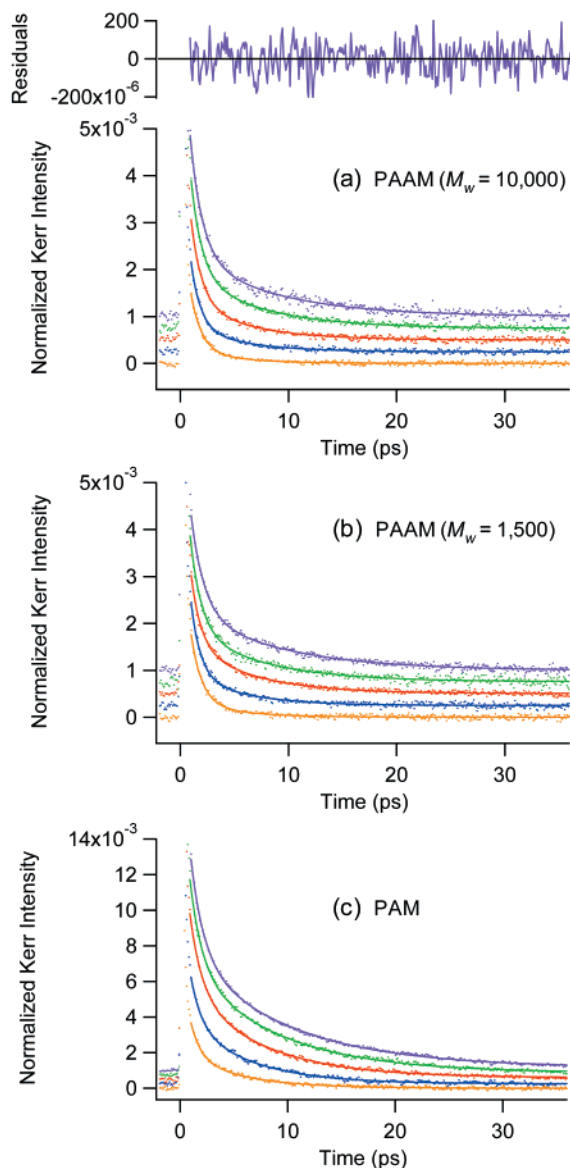 200
0
-200x10-6
Residuals
5x10-3
4
3
2
1
0
Normalized Kerr Intensity
(a) PAAM (Mw = 10,000)
0 10 20 30
Time (ps)
5x10-3
4
3
2
1
0
Normalized Kerr Intensity
(b) PAAM (Mw = 1,500)
0 10 20 30
Time (ps)
14x10-3
12
10
8
6
4
2
0
Normalized Kerr Intensity
(c) PAM
0 10 20 30
Time (ps)